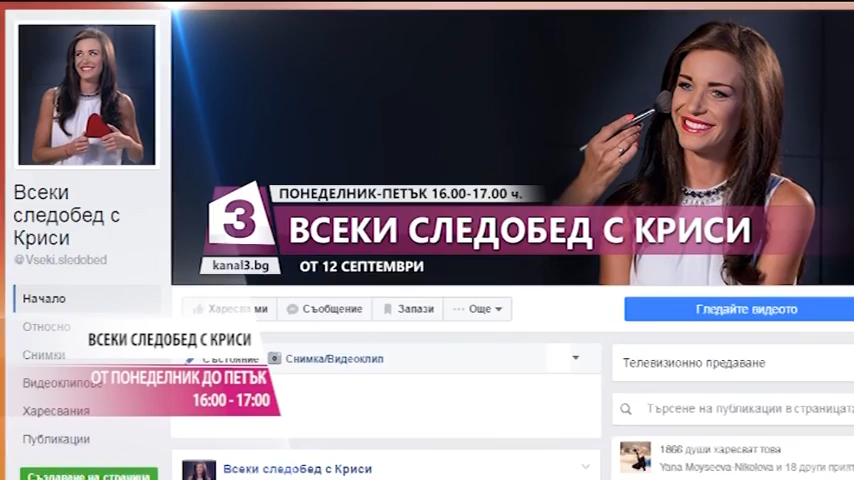 3
kanal3.bg
ПОНЕДЕЛНИК-ПЕТЪК 16.00-17.00 ч.
ВСЕКИ СЛЕДОБЕД С КРИСИ
ОТ 12 СЕПТЕМВРИ
Всеки
следобед с
Криси
@Vseki.sledobed
Начало
Относно
Снимки
Видеоклипове
Харесвания
Публикации
Създаване на страница
ВСЕКИ СЛЕДОБЕД С КРИСИ
ОТ ПОНЕДЕЛНИК ДО ПЕТЪК
16:00 - 17:00
Харесва ми
Съобщение
Запази
Още
Гледайте видеото
Състояние
Снимка/Видеоклип
Всеки следобед с Криси
Телевизионно предаване
Търсене на публикации в страницата
1866 души харесват това
Yana Moyseeva-Nikolova и 18 други